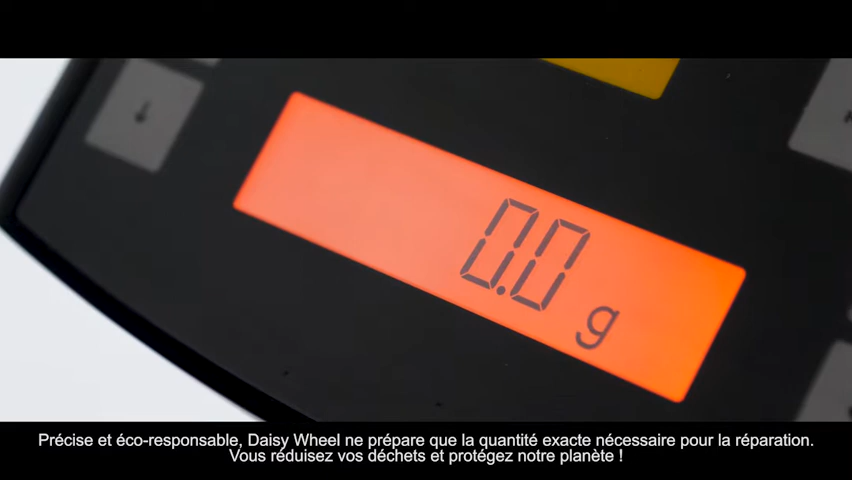 0.0 g
Précise et éco-responsable, Daisy Wheel ne prépare que la quantité exacte nécessaire pour la réparation.
Vous réduisez vos déchets et protégez notre planète !